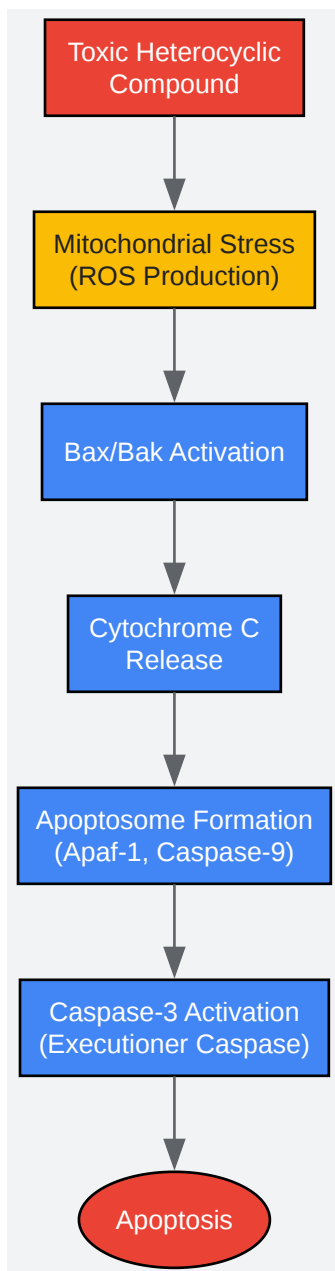 Toxic Heterocyclic
Compound
Mitochondrial Stress
(ROS Production)
Bax/Bak Activation
Cytochrome C
Release
Apoptosome Formation
(Apaf-1, Caspase-9)
Caspase-3 Activation
(Executioner Caspase)
Apoptosis